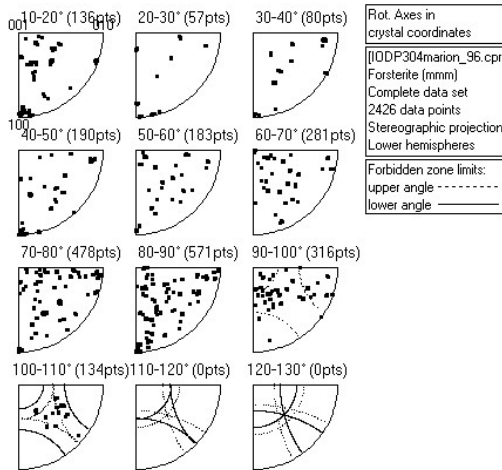 10-20° (136pts)
20-30° (57pts)
30-40° (80pts)
001
010
100
40-50° (190pts)
50-60° (183pts)
60-70° (281pts)
70-80° (478pts)
80-90° (571pts)
90-100° (316pts)
100-110° (134pts)
110-120° (0pts)
120-130° (0pts)
Rot. Axes in
crystal coordinates
[IODP304marion_96.cpr
Forsterite (mmm)
Complete data set
2426 data points
Stereographic projection
Lower hemispheres
Forbidden zone limits:
upper angle
lower angle